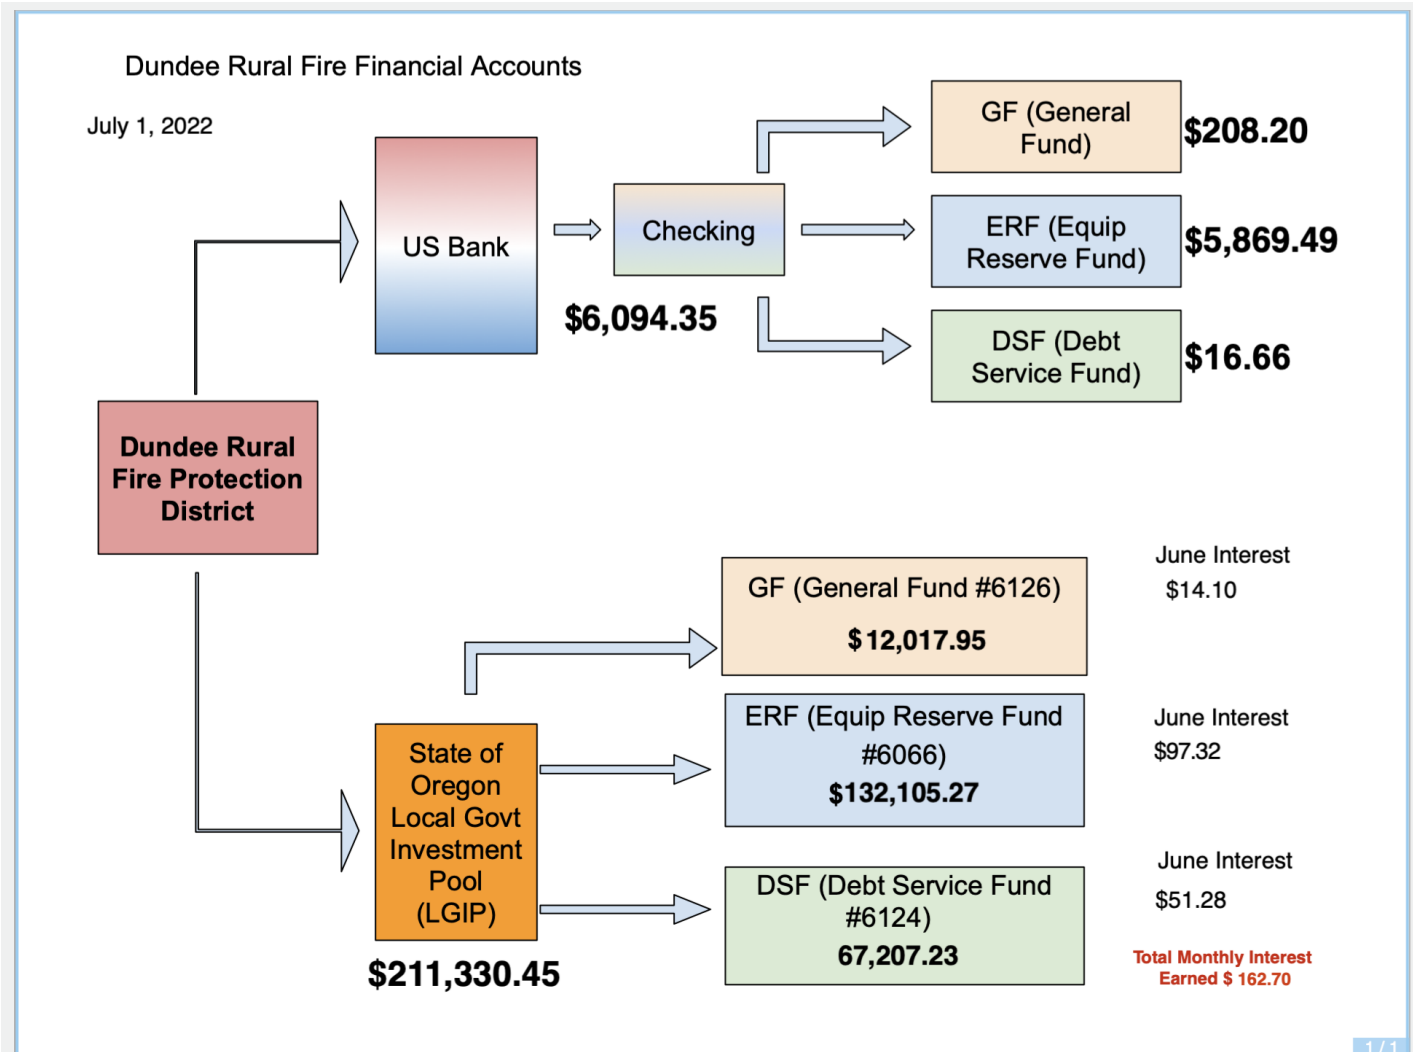 Dundee Rural Fire Financial Accounts
July 1, 2022
US Bank
Checking
$6,094.35
GF (General
Fund)
$208.20
ERF (Equip
Reserve Fund)
$5,869.49
DSF (Debt
Service Fund)
$16.66
Dundee Rural
Fire Protection
District
State of
Oregon
Local Govt
Investment
Pool
(LGIP)
$211,330.45
GF (General Fund #6126)
$ 12,017.95
June Interest
$14.10
ERF (Equip Reserve Fund
#6066)
$132,105.27
June Interest
$97.32
DSF (Debt Service Fund
#6124)
67,207.23
June Interest
$51.28
Total Monthly Interest
Earned $ 162.70
1 / 1